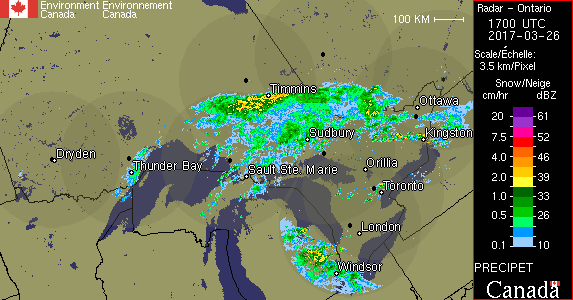 Environment Environnement
Canada Canada
100 KM
Radar - Ontario
1700 UTC
2017-03-26
Scale/Échelle:
3.5 km/Pixel
Snow/Neige
cm/hr dBZ
20 61
7.5 52
4.0 46
2.0 39
1.0 33
0.5 26
0.1 10
PRECIPET
Canada
Timmins
Ottawa
Sudbury
Kingston
Dryden
Thunder Bay
Sault Ste. Marie
Orillia
Toronto
London
Windsor